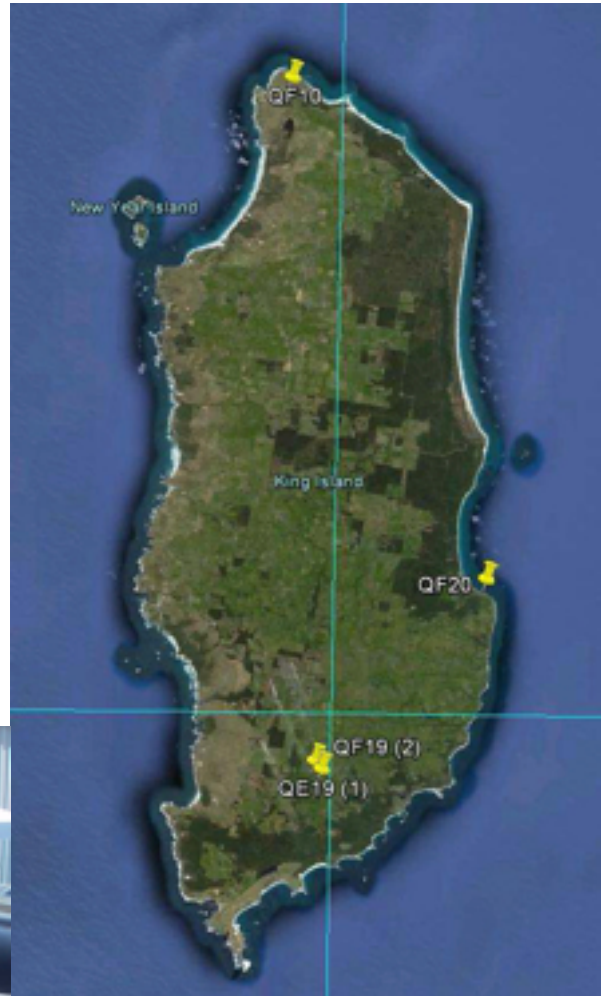 QF10
New Year Island
King Island
QF20
QF19 (2)
QE19 (1)